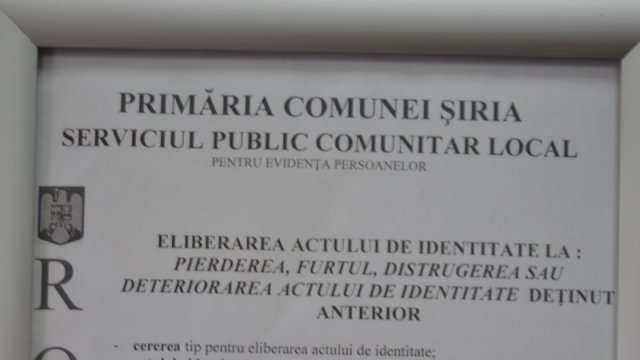 PRIMĂRIA COMUNEI ŞIRIA
SERVICIUL PUBLIC COMUNITAR LOCAL
PENTRU EVIDENŢA PERSOANELOR
R
ELIBERAREA ACTULUI DE IDENTITATE LA :
PIERDEREA, FURTUL, DISTRUGEREA SAU
DETERIORAREA ACTULUI DE IDENTITATE DEŢINUT
ANTERIOR
- cererea tip pentru eliberarea actului de identitate;